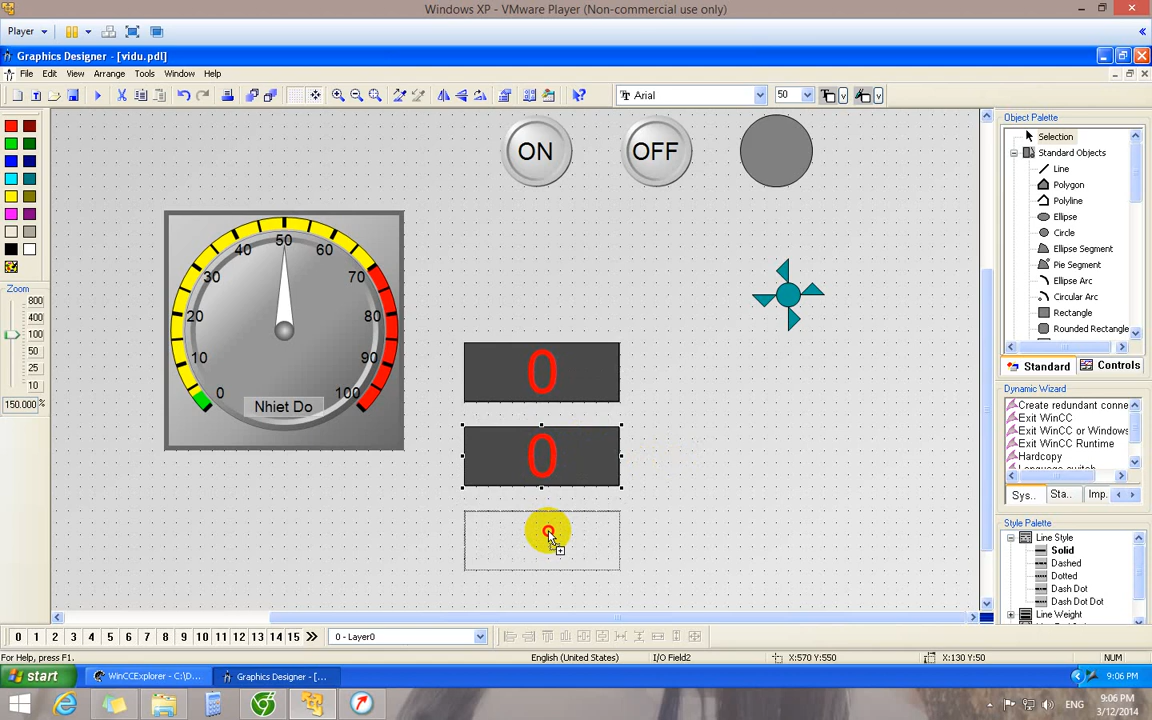 Windows XP - VMware Player (Non-commercial use only)
Player
Graphics Designer - [vidu.pdl]
File Edit View Arrange Tools Window Help
Arial
50
ON
OFF
Zoom
800
400
100
50
25
10
150.000 %
0
10
20
30
40
50
60
70
80
90
100
Nhiet Do
0
0
Object Palette
Selection
Standard Objects
Line
Polygon
Polyline
Ellipse
Circle
Ellipse Segment
Pie Segment
Ellipse Arc
Circular Arc
Rectangle
Rounded Rectangle
Standard
Controls
Dynamic Wizard
Create redundant conne
Exit WinCC
Exit WinCC or Windows
Exit WinCC Runtime
Hardcopy
Sys..
Sta..
Imp.
Style Palette
Line Style
Solid
Dashed
Dotted
Dash Dot
Dash Dot Dot
Line Weight
0 1 2 3 4 5 6 7 8 9 10 11 12 13 14 15
0 - Layer0
For Help, press F1.
English (United States)
I/O Field2
X:570 Y:550
X:130 Y:50
NUM
start
WinCCExplorer - C:\D...
Graphics Designer - [...
9:06 PM
ENG
9:06 PM
3/12/2014